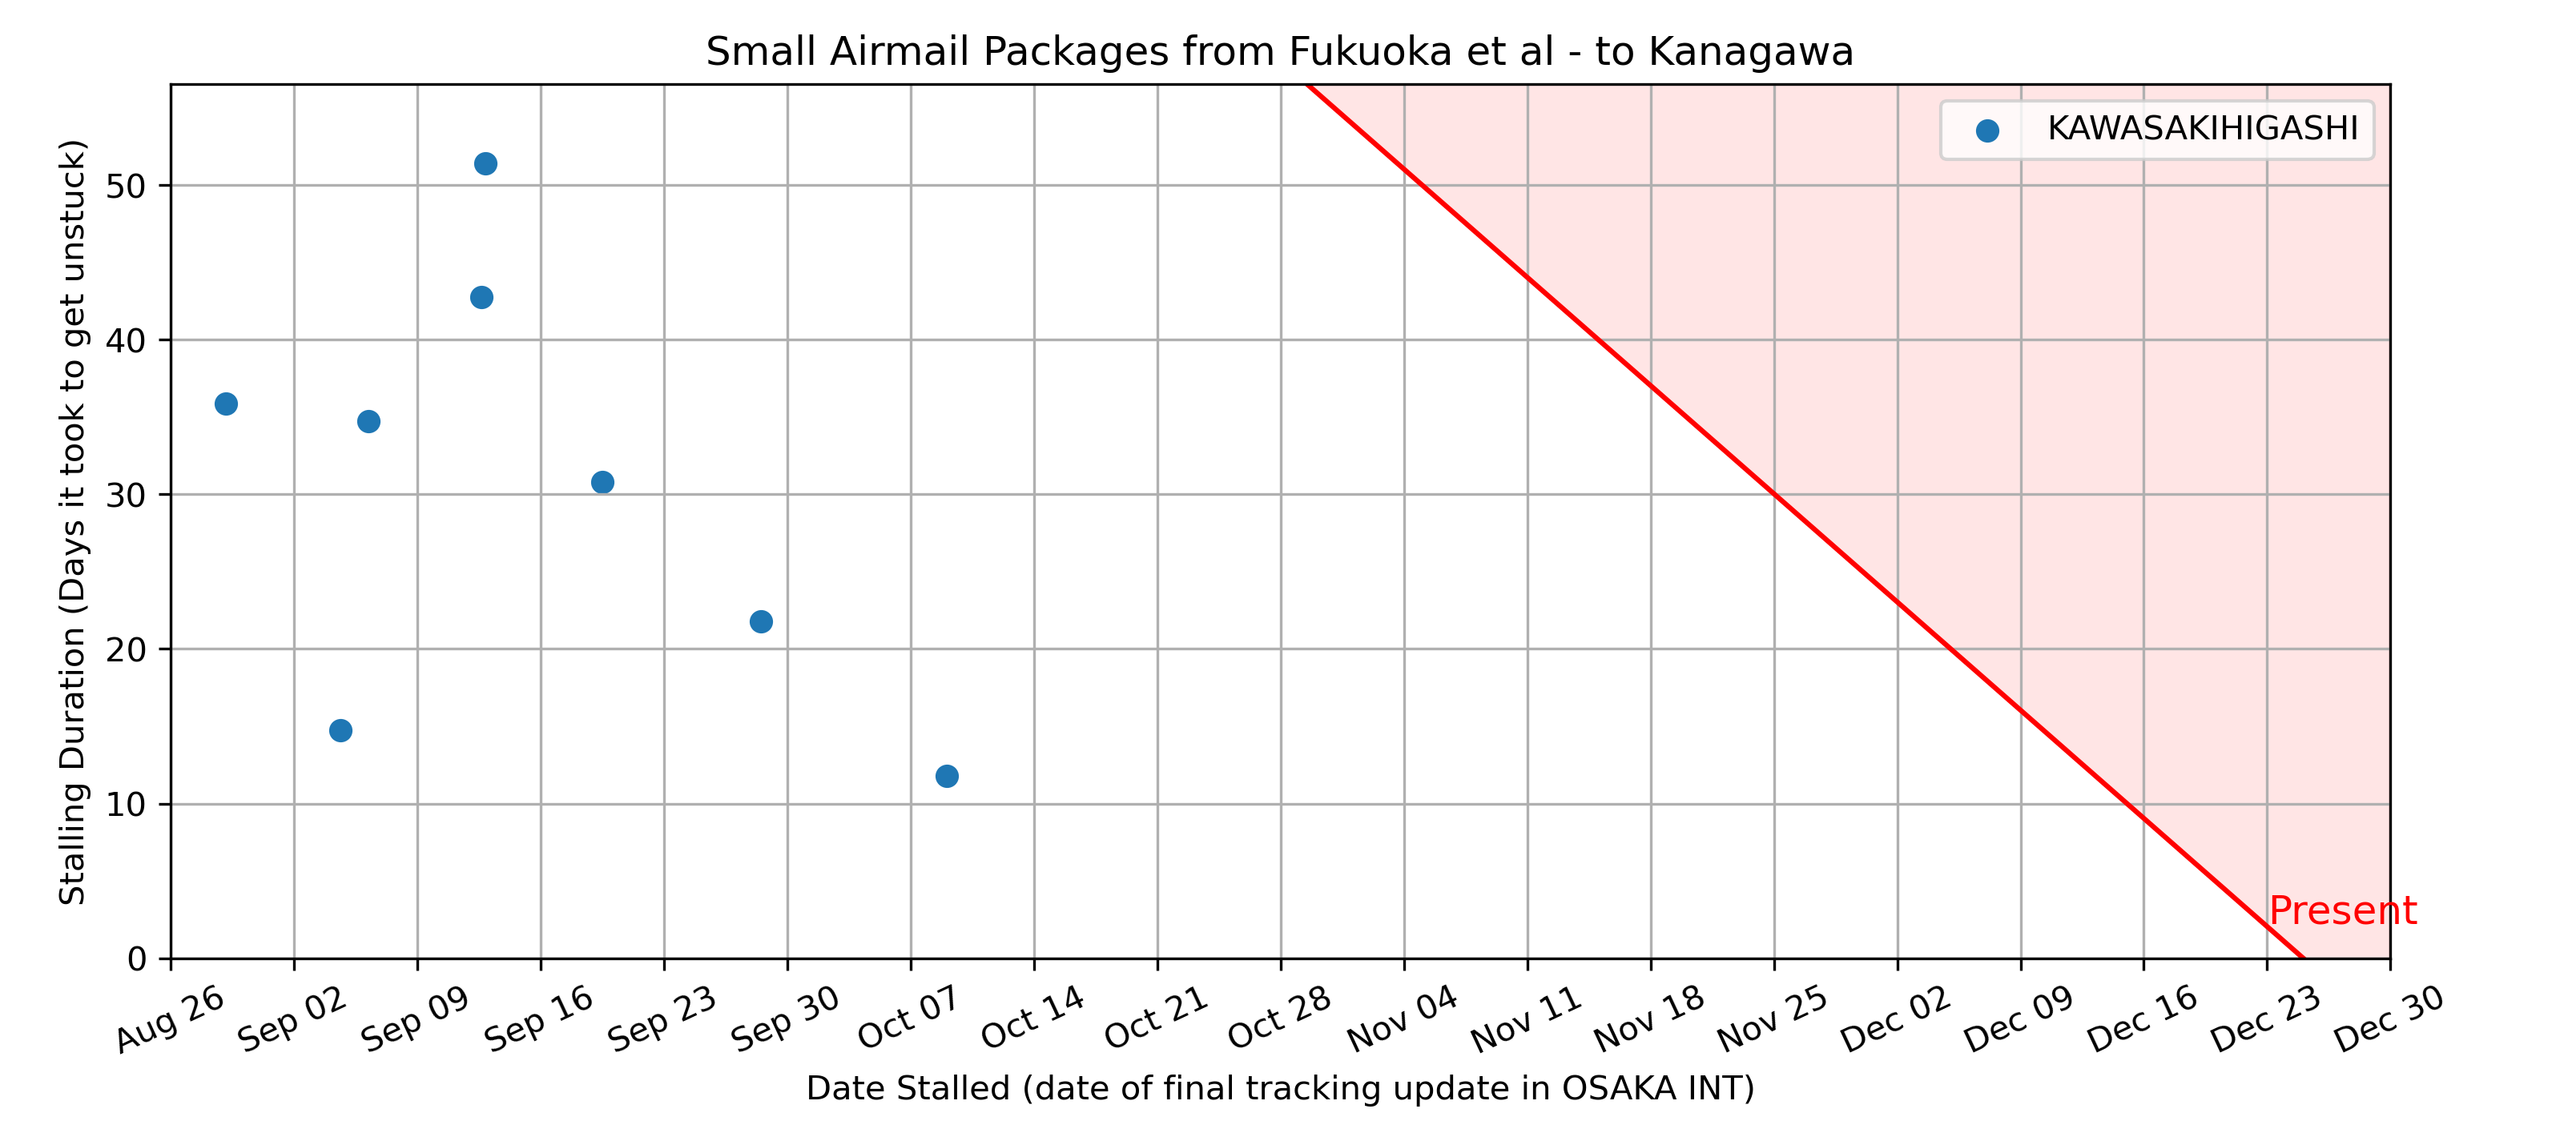 Small Airmail Packages from Fukuoka et al - to Kanagawa
KAWASAKIHIGASHI
Stalling Duration (Days it took to get unstuck)
50
40
30
20
10
0
Present
Aug 26
Sep 02
Sep 09
Sep 16
Sep 23
Sep 30
Oct 07
Oct 14
Oct 21
Oct 28
Nov 04
Nov 11
Nov 18
Nov 25
Dec 02
Dec 09
Dec 16
Dec 23
Dec 30
Date Stalled (date of final tracking update in OSAKA INT)